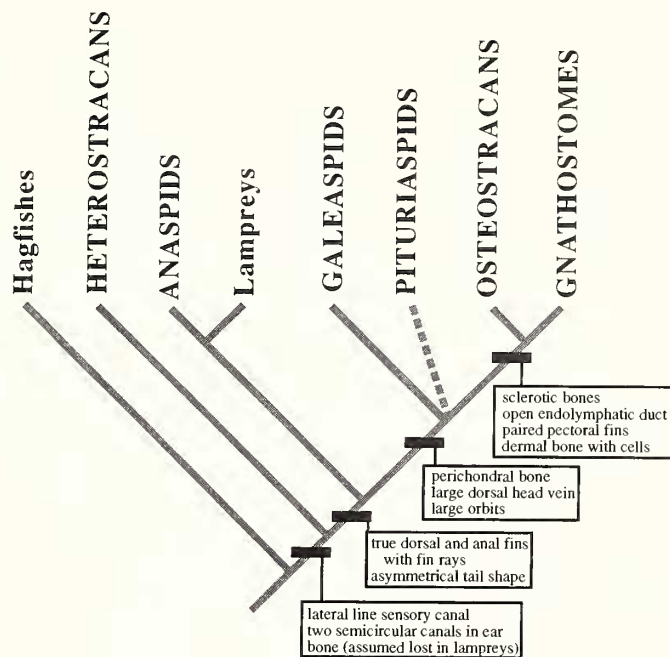 Hagfishes
HETEROSTRACANS
ANASPIDS
Lampreys
GALEASPIDS
PITURIASPIDS
OSTEOSTRACANS
GNATHOSTOMES
sclerotic bones
open endolymphatic duct
paired pectoral fins
dermal bone with cells
perichondral bone
large dorsal head vein
large orbits
true dorsal and anal fins
with fin rays
asymmetrical tail shape
lateral line sensory canal
two semicircular canals in ear
bone (assumed lost in lampreys)